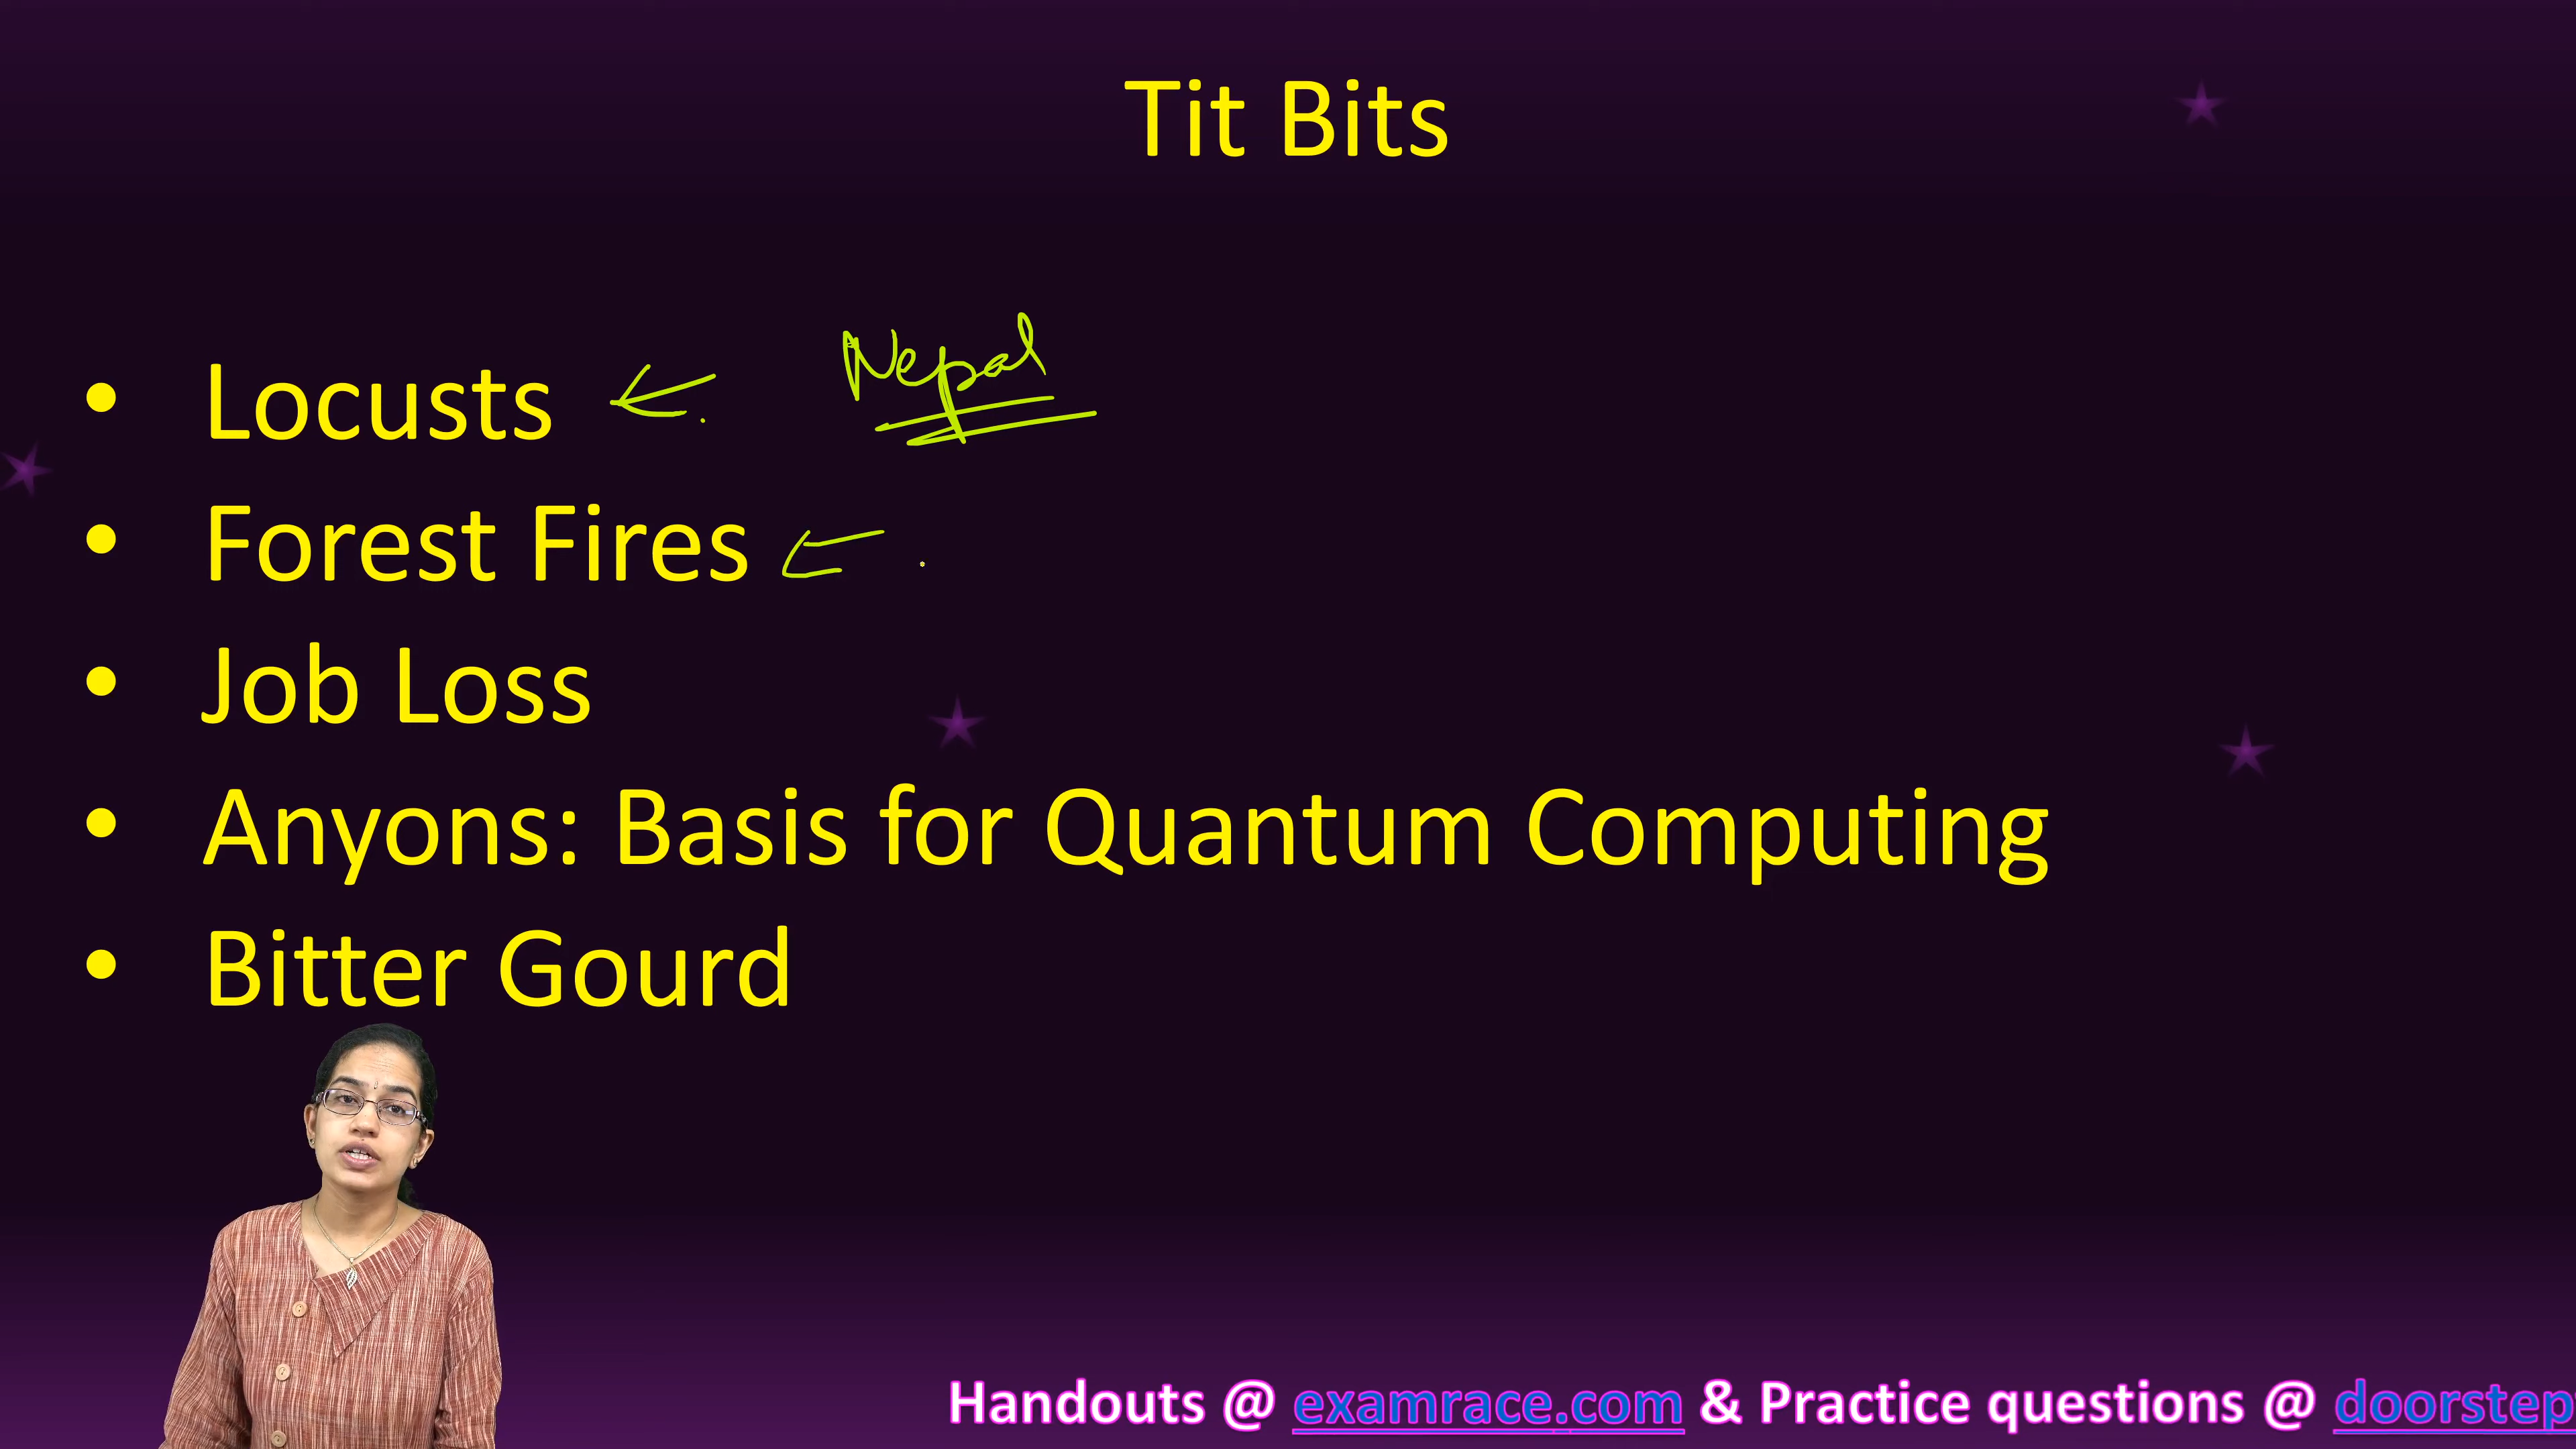 Tit Bits
• Locusts Nepal
• Forest Fires
• Job Loss
• Anyons: Basis for Quantum Computing
• Bitter Gourd
Handouts @ examrace.com & Practice questions @ doorstep